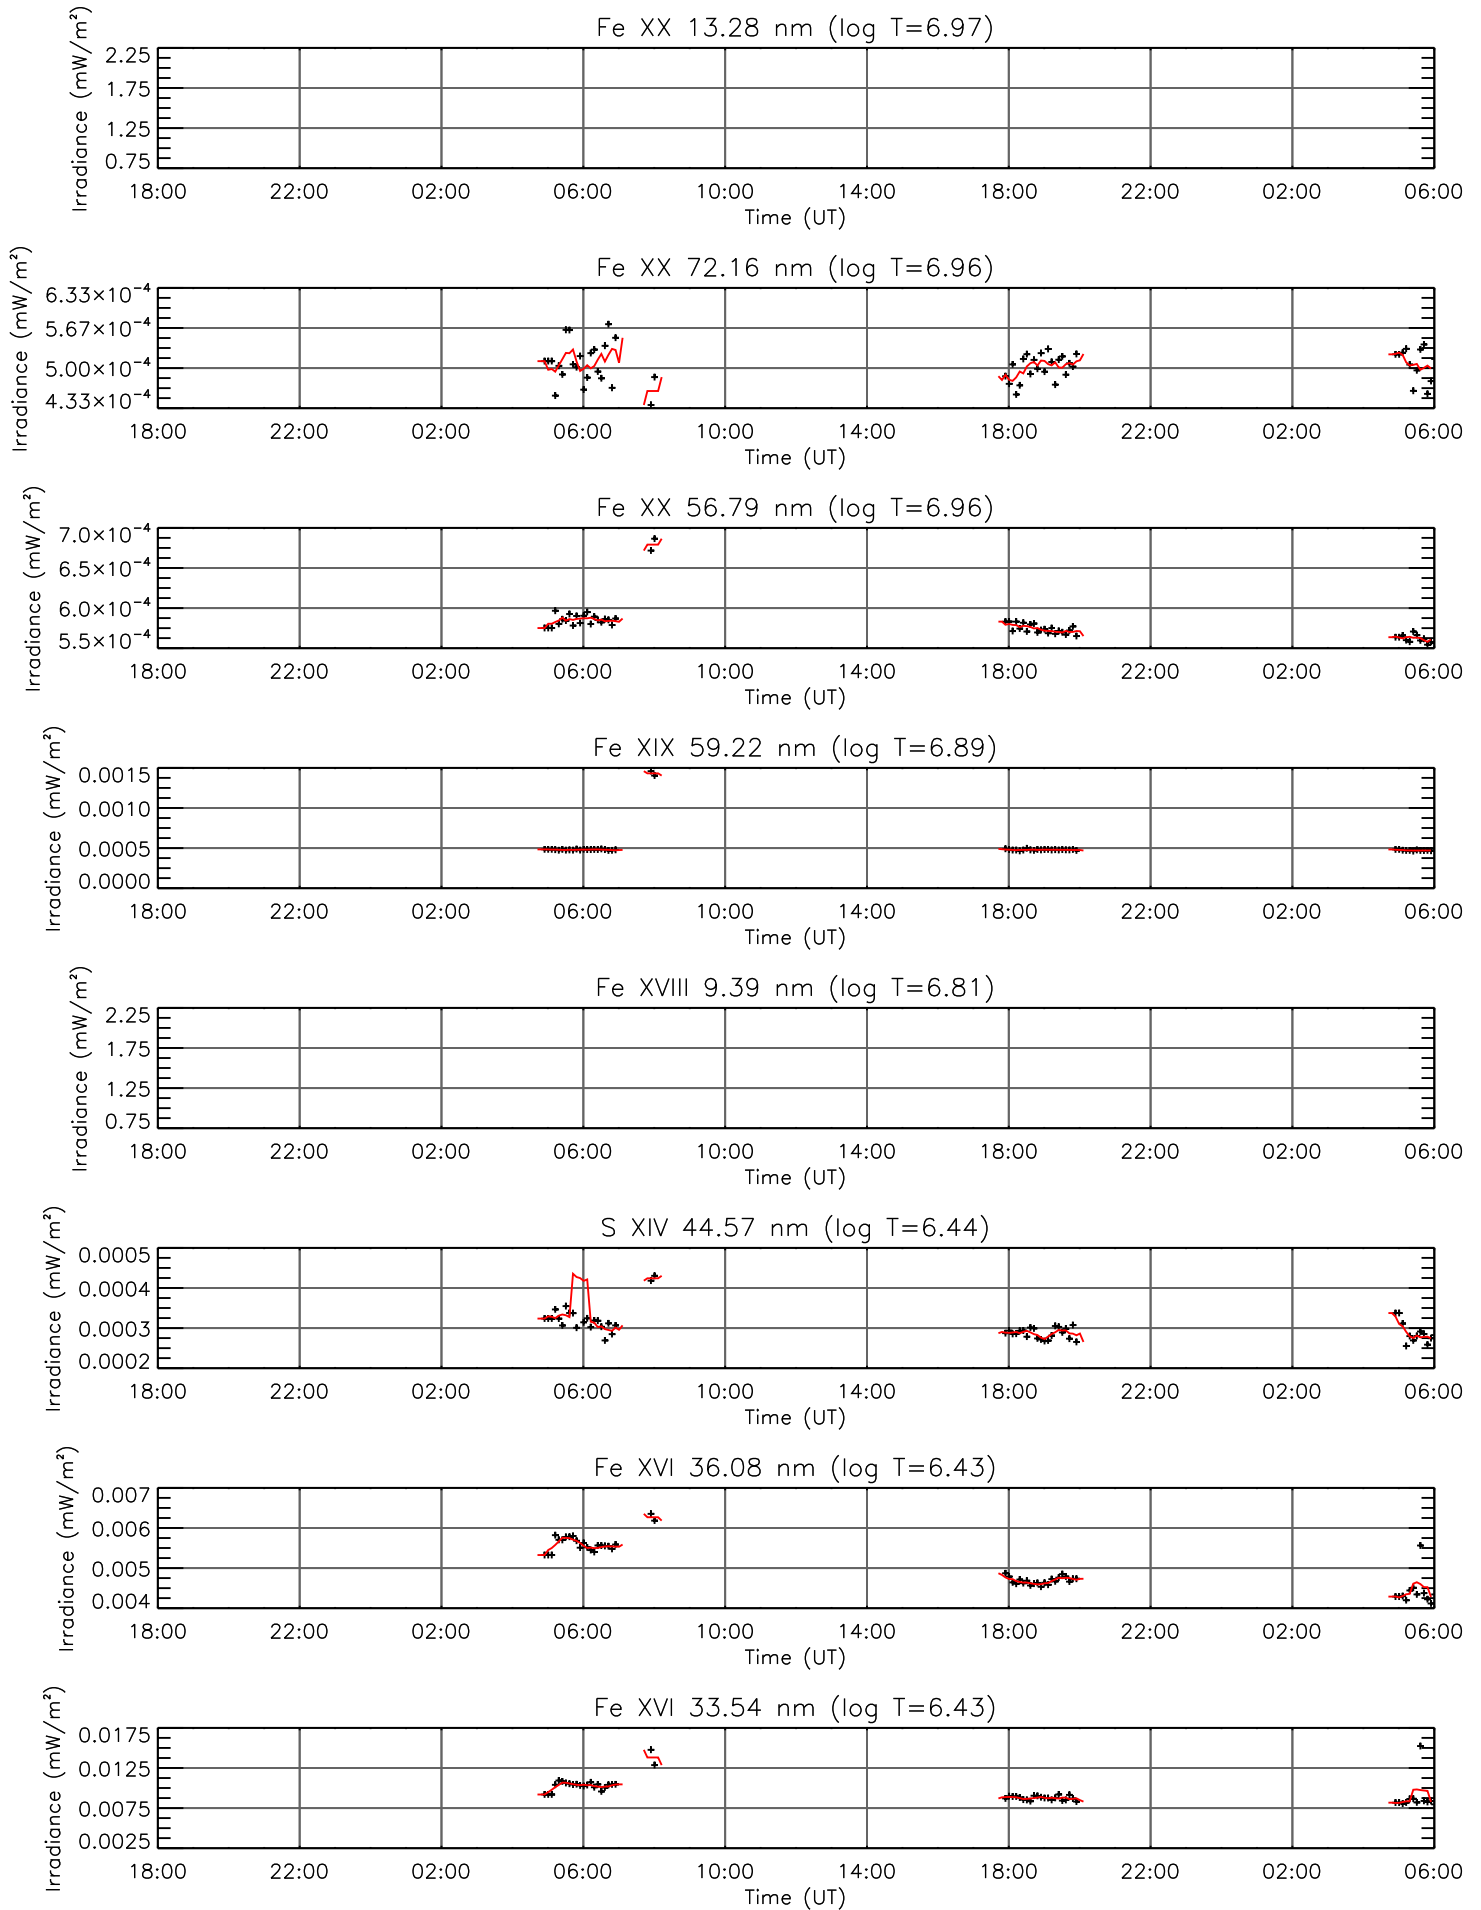 Fe XX 13.28 nm (log T=6.97)
Irradiance (mW/m²)
2.25
1.75
1.25
0.75
18:00 22:00 02:00 06:00 10:00 14:00 18:00 22:00 02:00 06:00
Time (UT)
Fe XX 72.16 nm (log T=6.96)
Irradiance (mW/m²)
6.33×10⁻⁴
5.67×10⁻⁴
5.00×10⁻⁴
4.33×10⁻⁴
18:00 22:00 02:00 06:00 10:00 14:00 18:00 22:00 02:00 06:00
Time (UT)
Fe XX 56.79 nm (log T=6.96)
Irradiance (mW/m²)
7.0×10⁻⁴
6.5×10⁻⁴
6.0×10⁻⁴
5.5×10⁻⁴
18:00 22:00 02:00 06:00 10:00 14:00 18:00 22:00 02:00 06:00
Time (UT)
Fe XIX 59.22 nm (log T=6.89)
Irradiance (mW/m²)
0.0015
0.0010
0.0005
0.0000
18:00 22:00 02:00 06:00 10:00 14:00 18:00 22:00 02:00 06:00
Time (UT)
Fe XVIII 9.39 nm (log T=6.81)
Irradiance (mW/m²)
2.25
1.75
1.25
0.75
18:00 22:00 02:00 06:00 10:00 14:00 18:00 22:00 02:00 06:00
Time (UT)
S XIV 44.57 nm (log T=6.44)
Irradiance (mW/m²)
0.0005
0.0004
0.0003
0.0002
18:00 22:00 02:00 06:00 10:00 14:00 18:00 22:00 02:00 06:00
Time (UT)
Fe XVI 36.08 nm (log T=6.43)
Irradiance (mW/m²)
0.007
0.006
0.005
0.004
18:00 22:00 02:00 06:00 10:00 14:00 18:00 22:00 02:00 06:00
Time (UT)
Fe XVI 33.54 nm (log T=6.43)
Irradiance (mW/m²)
0.0175
0.0125
0.0075
0.0025
18:00 22:00 02:00 06:00 10:00 14:00 18:00 22:00 02:00 06:00
Time (UT)